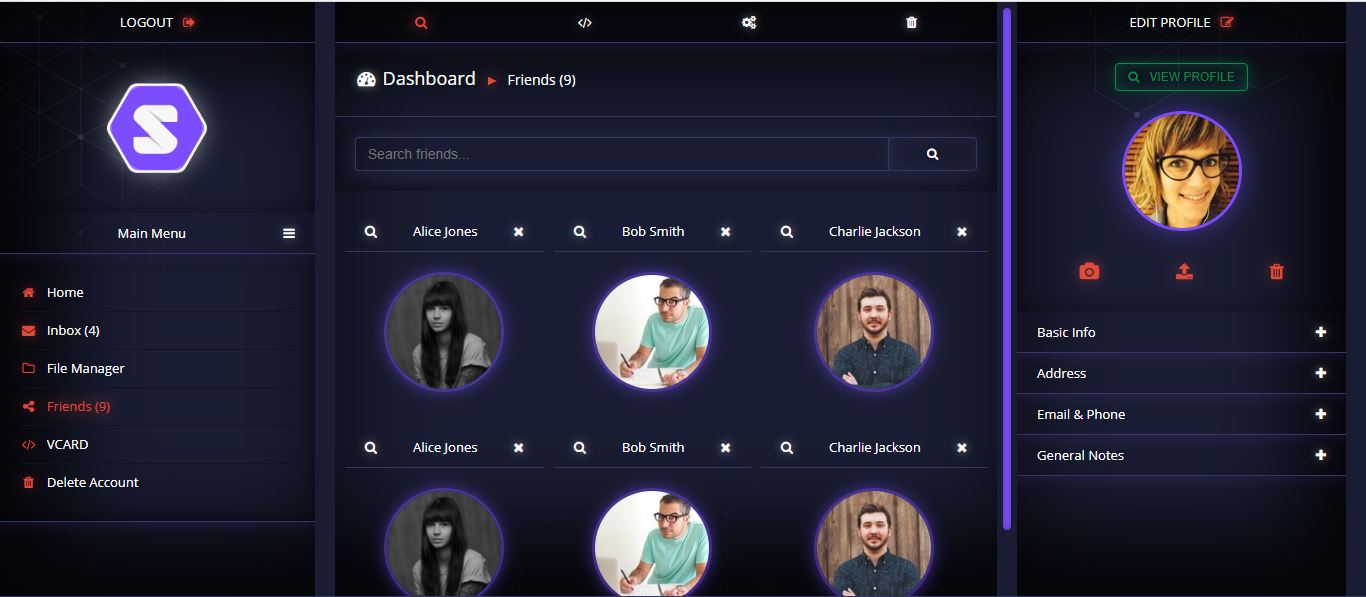 LOGOUT
Main Menu
Home
Inbox (4)
File Manager
Friends (9)
VCARD
Delete Account
Dashboard ► Friends (9)
Search friends...
Alice Jones
Bob Smith
Charlie Jackson
Alice Jones
Bob Smith
Charlie Jackson
EDIT PROFILE
VIEW PROFILE
Basic Info
Address
Email & Phone
General Notes